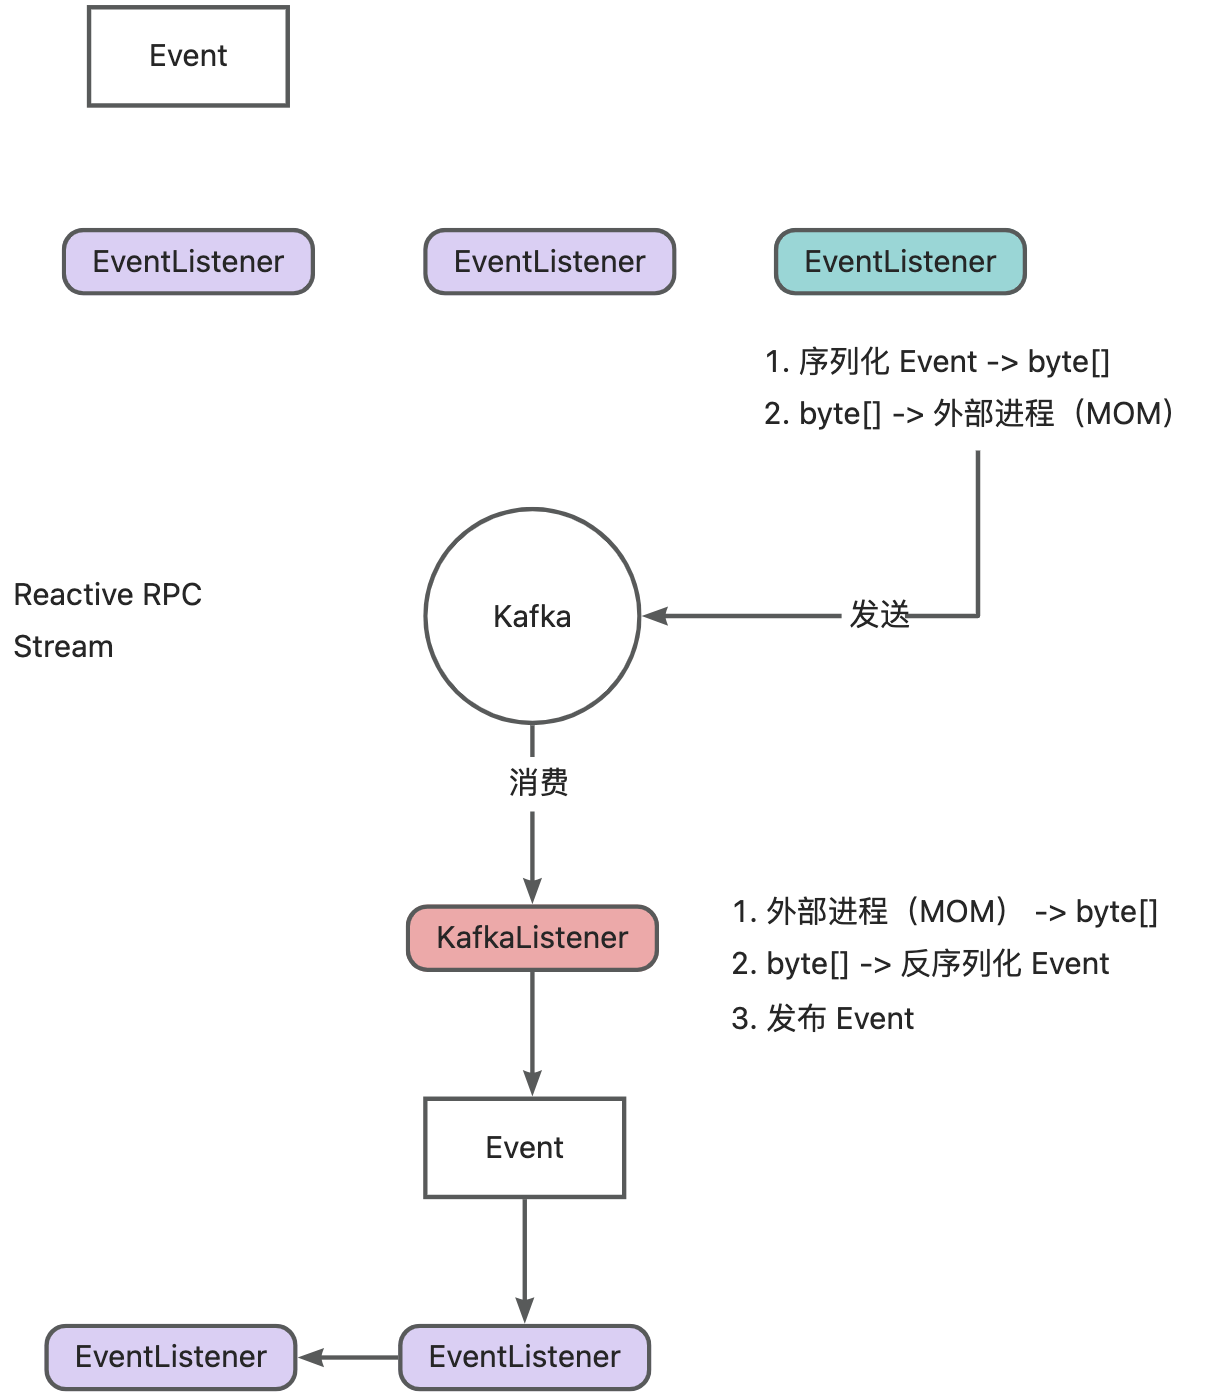 Event
EventListener
EventListener
EventListener
1. 序列化 Event -> byte[]
2. byte[] -> 外部进程（MOM）
Reactive RPC
Stream
Kafka
发送
消费
KafkaListener
1. 外部进程（MOM） -> byte[]
2. byte[] -> 反序列化 Event
3. 发布 Event
Event
EventListener
EventListener